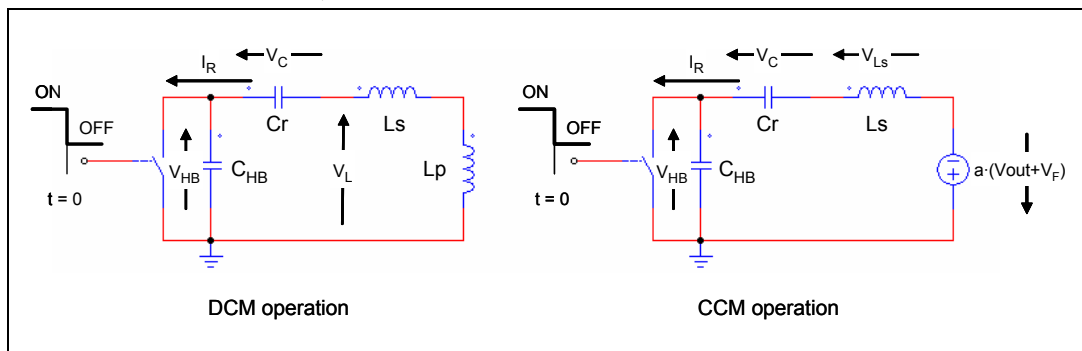 V_C
I_R
ON
OFF
t = 0
V_HB
C_HB
Cr
V_L
Ls
Lp
DCM operation
V_C
V_Ls
I_R
ON
OFF
t = 0
V_HB
C_HB
Cr
Ls
a·(Vout+V_F)
CCM operation